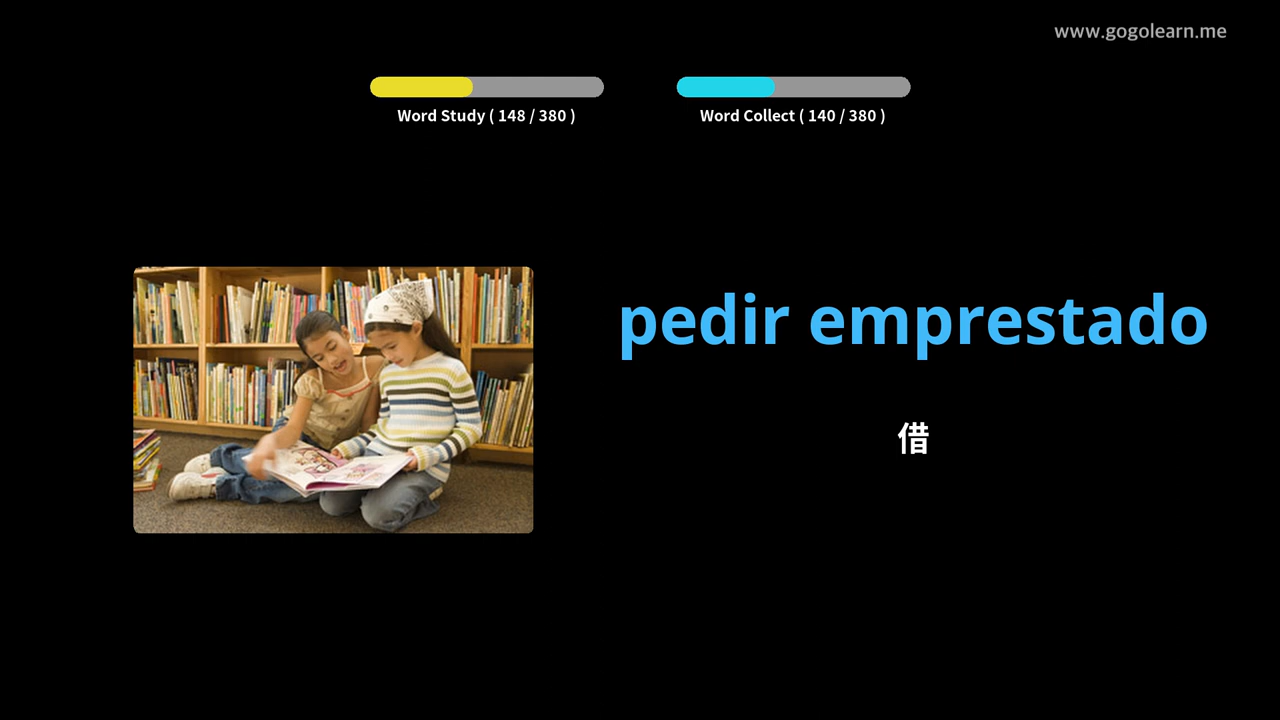 www.gogolearn.me
Word Study ( 148 / 380 )
Word Collect ( 140 / 380 )
pedir emprestado
借